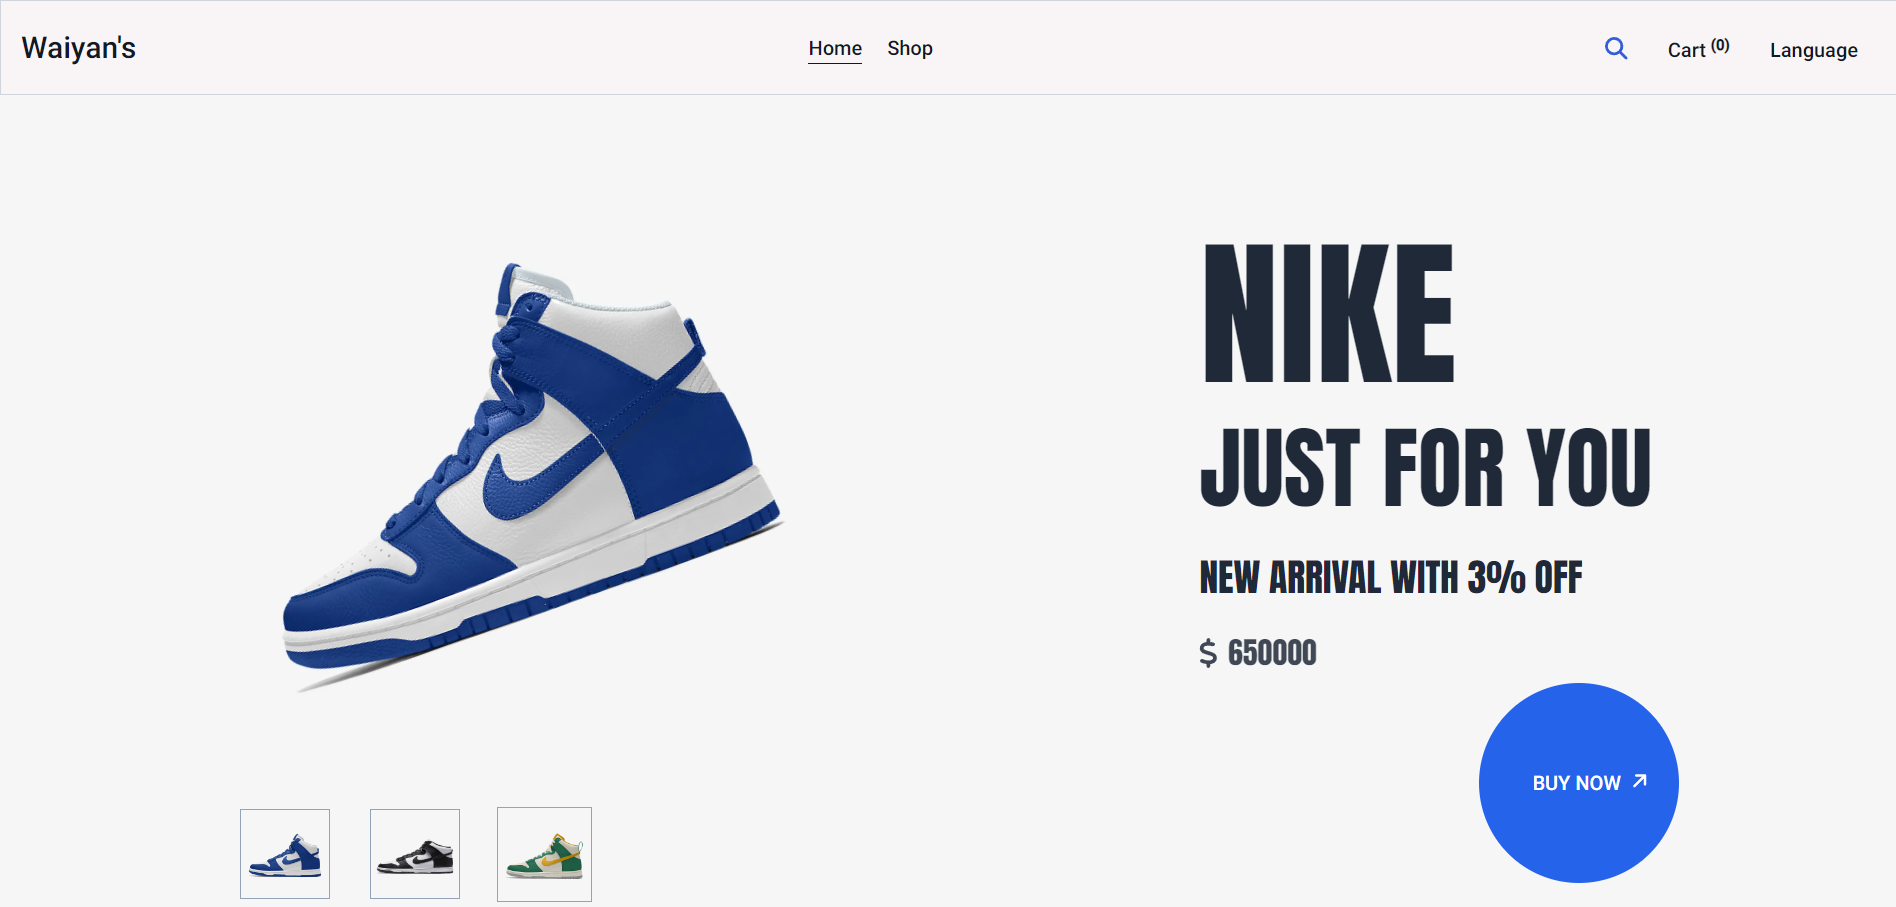 Waiyan's
Home Shop
Cart (0) Language
NIKE
JUST FOR YOU
NEW ARRIVAL WITH 3% OFF
$ 650000
BUY NOW